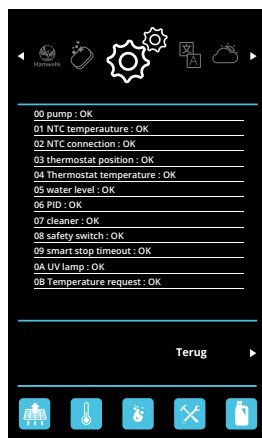 Hamwells
文
A
00 pump : OK
01 NTC temperauture : OK
02 NTC connection : OK
03 thermostat position : OK
04 Thermostat temperature : OK
05 water level : OK
06 PID : OK
07 cleaner : OK
08 safety switch : OK
09 smart stop timeout : OK
0A UV lamp : OK
0B Temperature request : OK
Terug